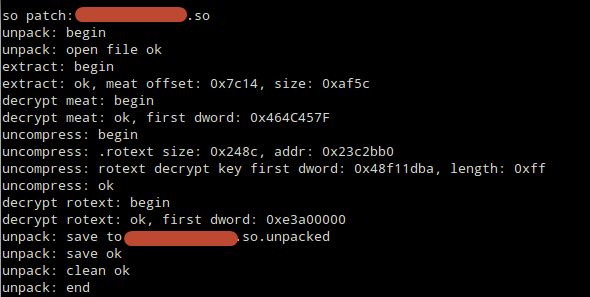 so patch: .so
unpack: begin
unpack: open file ok
extract: begin
extract: ok, meat offset: 0x7c14, size: 0xaf5c
decrypt meat: begin
decrypt meat: ok, first dword: 0x464C457F
uncompress: begin
uncompress: .rotext size: 0x248c, addr: 0x23c2bb0
uncompress: rotext decrypt key first dword: 0x48f11dba, length: 0xff
uncompress: ok
decrypt rotext: begin
decrypt rotext: ok, first dword: 0xe3a00000
unpack: save to .so.unpacked
unpack: save ok
unpack: clean ok
unpack: end